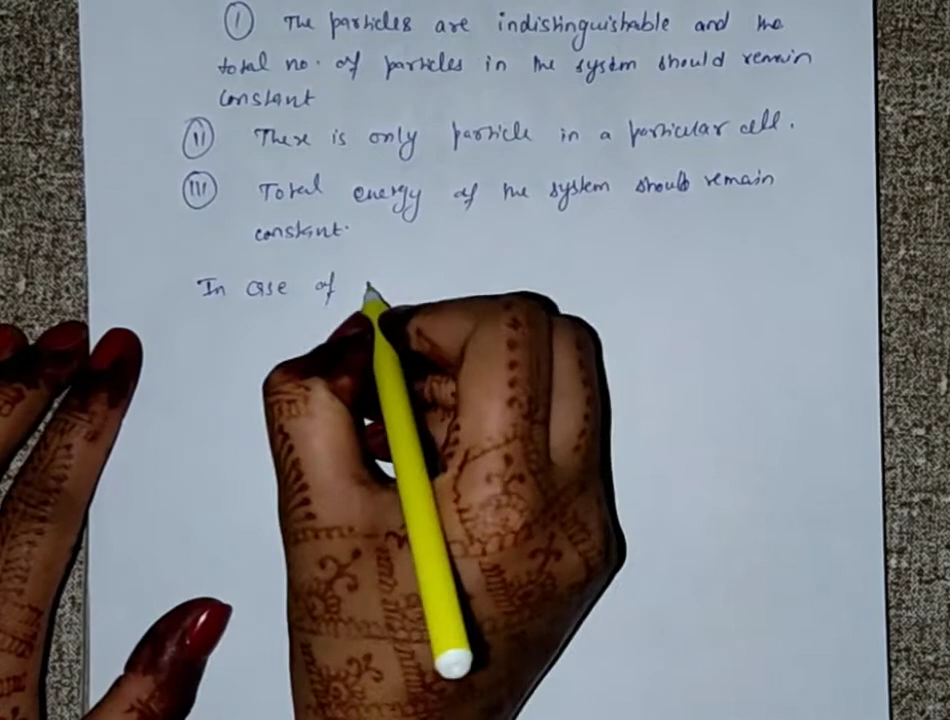 (I) The particles are indistinguishable and the
total no. of particles in the system should remain
constant
(II) There is only particle in a particular cell.
(III) Total energy of the system should remain
constant.
In case of